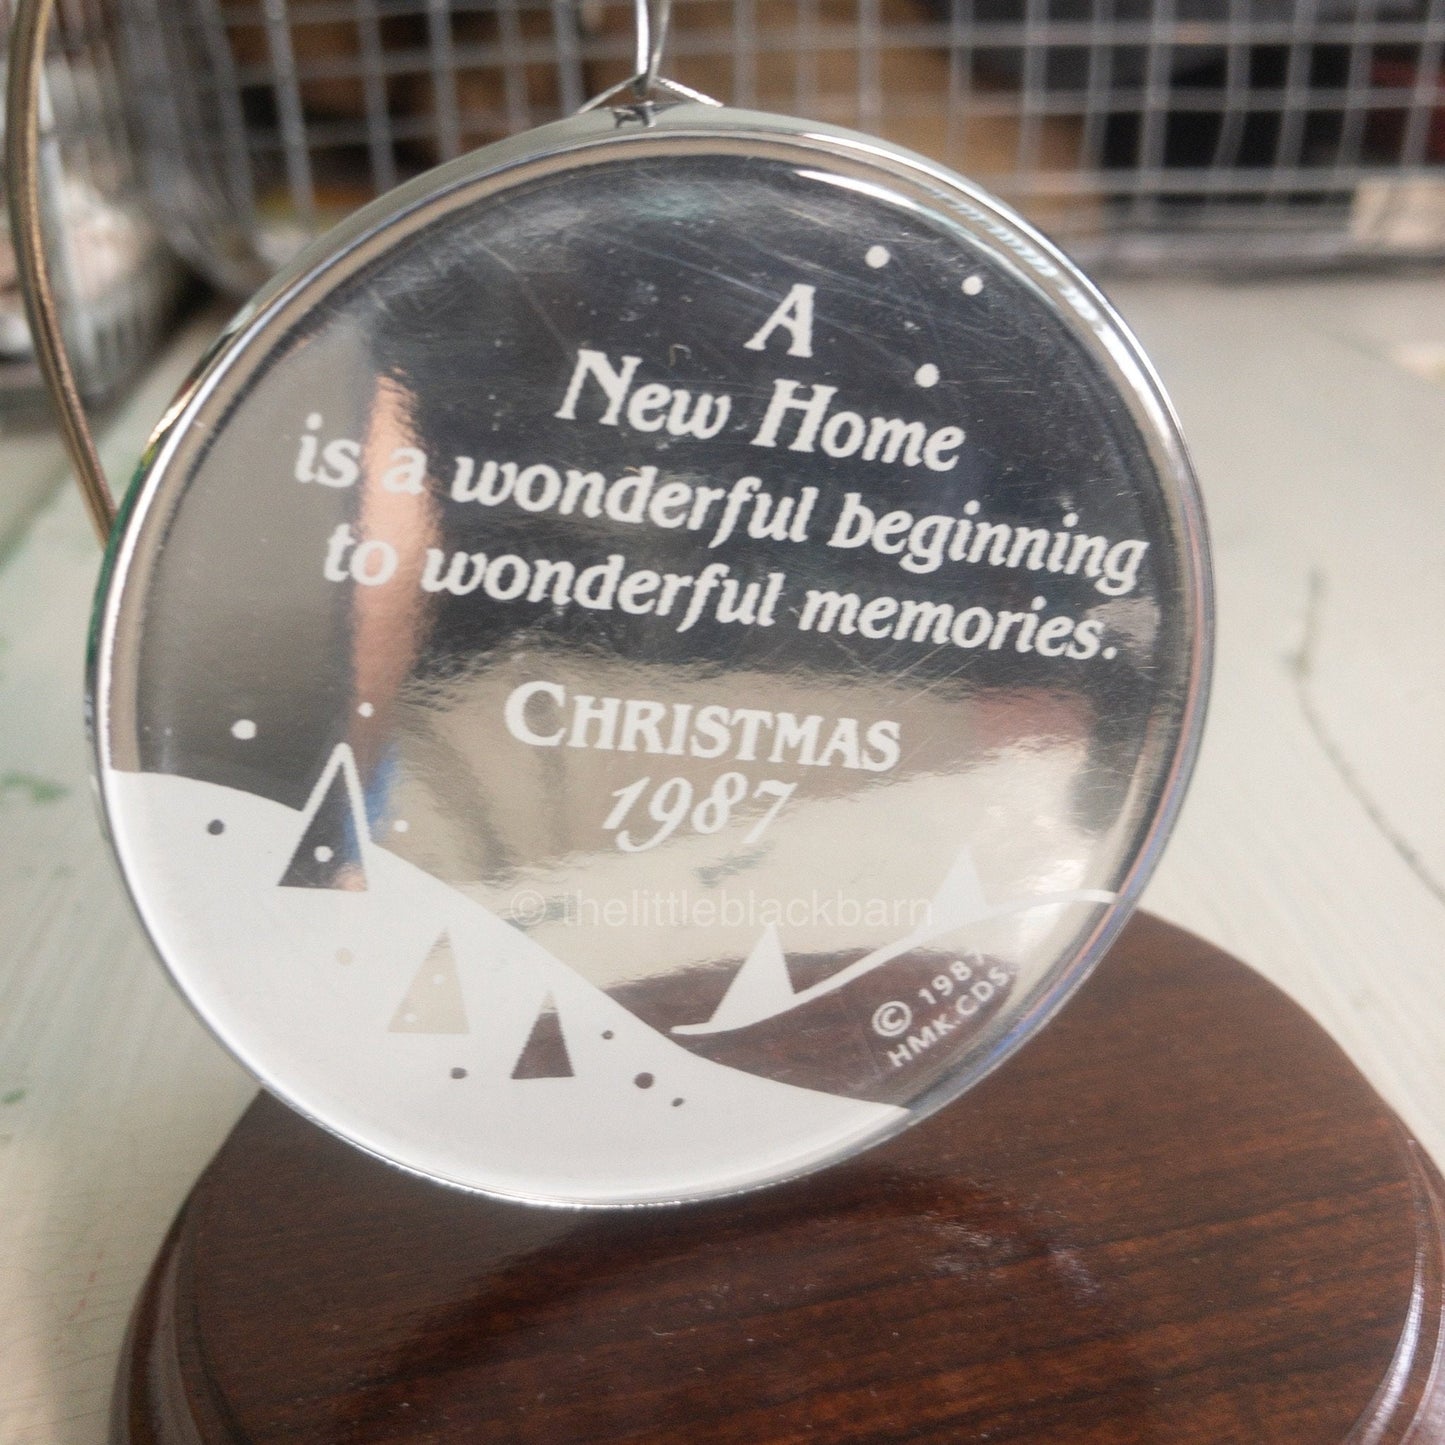 A
New Home
is a wonderful beginning
to wonderful memories.
CHRISTMAS
1987
© thelittleblackbarn
© 1987
HMK.CDS.